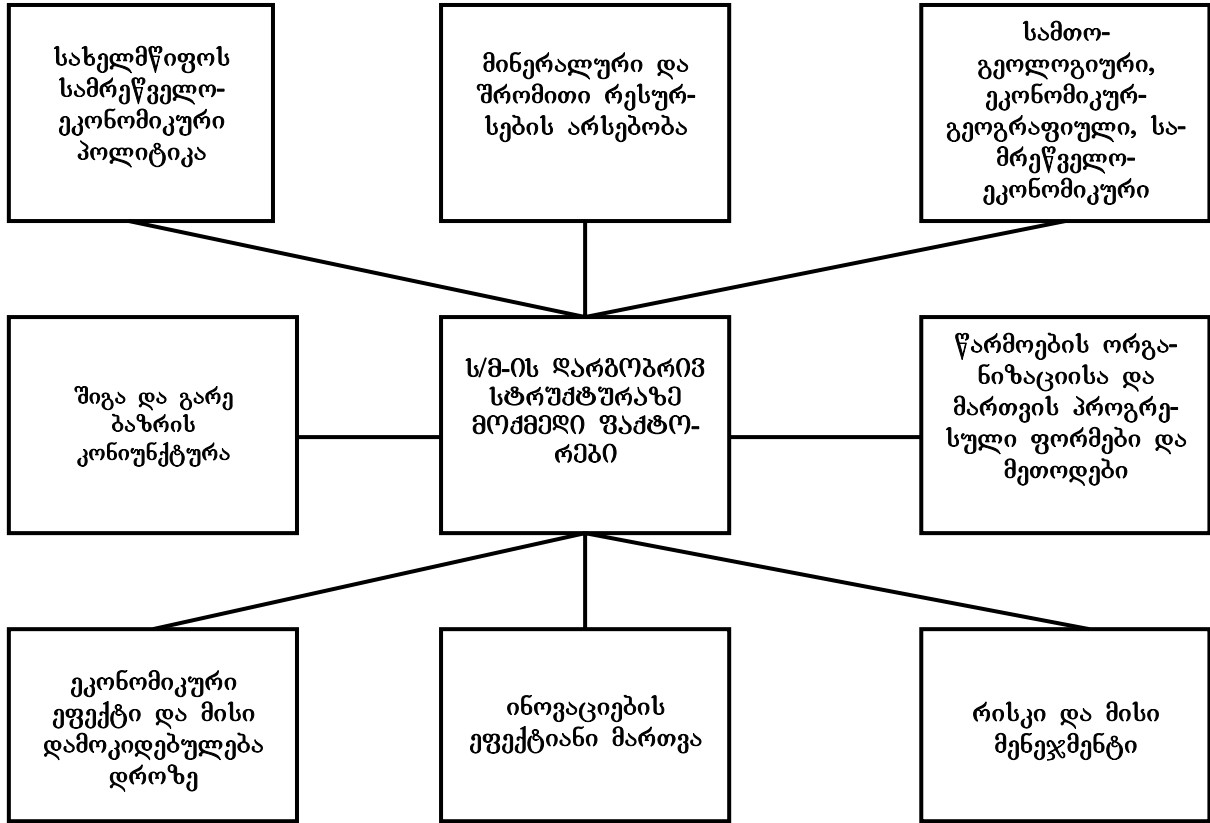 სახელმწიფოს
სამრეწველო-
ეკონომიკური
პოლიტიკა
მინერალური და
შრომითი რესურ-
სების არსებობა
სამთო-
გეოლოგიური,
ეკონომიკურ-
გეოგრაფიული, სა-
მრეწველო-
ეკონომიკური
შიგა და გარე
ბაზრის
კონიუნქტურა
ს/მ-ის დარგობრივ
სტრუქტურაზე
მოქმედი ფაქტო-
რები
წარმოების ორგა-
ნიზაციისა და
მართვის პროგრე-
სული ფორმები და
მეთოდები
ეკონომიკური
ეფექტი და მისი
დამოკიდებულება
დროზე
ინოვაციების
ეფექტიანი მართვა
რისკი და მისი
მენეჯმენტი